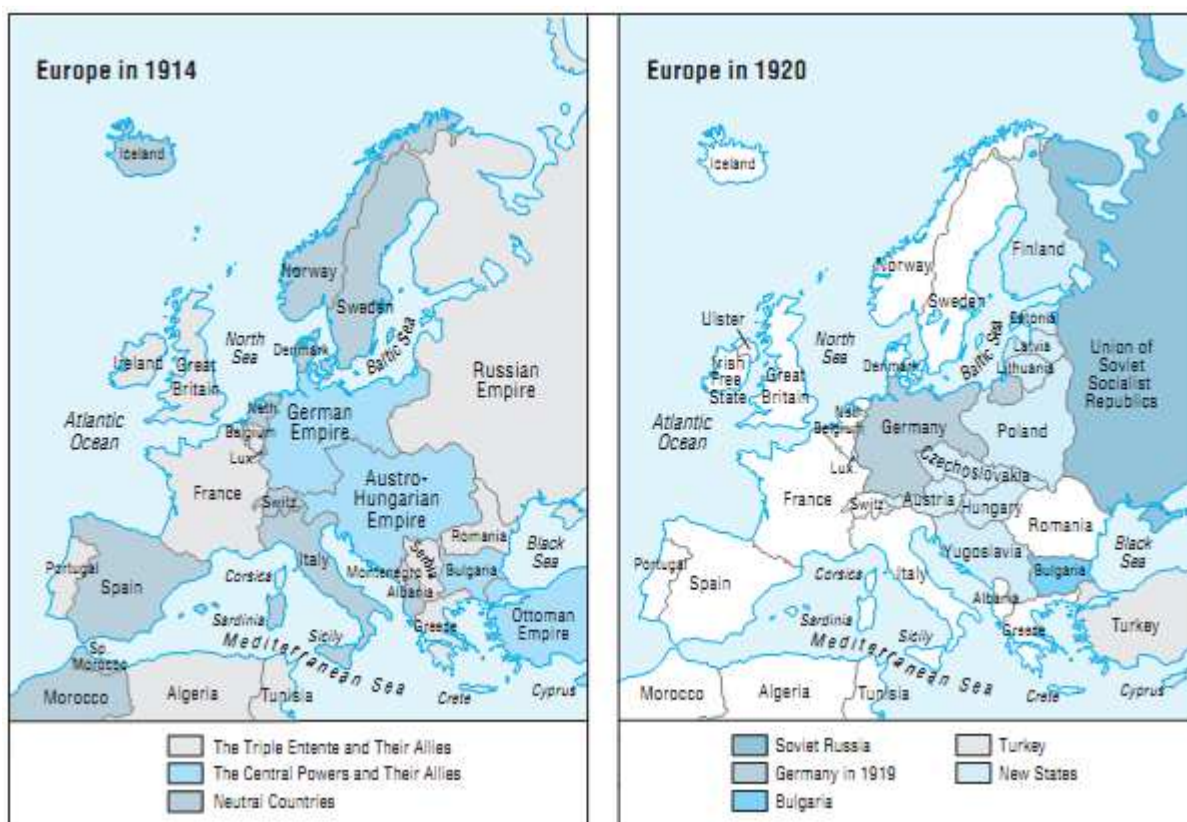 Europe in 1914
Iceland
Norway
Sweden
North
Sea
Baltic Sea
Denmark
Ireland
Great
Britain
Russian
Empire
Atlantic
Ocean
Neth.
Belgium
Lux.
German
Empire
France
Switz.
Austro-
Hungarian
Empire
Romania
Black
Sea
Portugal
Spain
Corsica
Italy
Montenegro
Serbia
Bulgaria
Albania
Sardinia
Greece
Ottoman
Empire
Sicily
Mediterranean Sea
Sp.
Morocco
Morocco
Algeria
Tunisia
Crete
Cyprus
The Triple Entente and Their Allies
The Central Powers and Their Allies
Neutral Countries
Europe in 1920
Iceland
Norway
Sweden
Finland
Ulster
North
Sea
Baltic Sea
Estonia
Latvia
Lithuania
Denmark
Irish
Free
State
Great
Britain
Union of
Soviet
Socialist
Republics
Atlantic
Ocean
Neth.
Belgium
Lux.
Germany
Poland
Czechoslovakia
France
Switz.
Austria
Hungary
Romania
Yugoslavia
Black
Sea
Portugal
Spain
Corsica
Italy
Bulgaria
Albania
Sardinia
Greece
Turkey
Sicily
Mediterranean Sea
Morocco
Algeria
Tunisia
Crete
Cyprus
Soviet Russia
Germany in 1919
Bulgaria
Turkey
New States